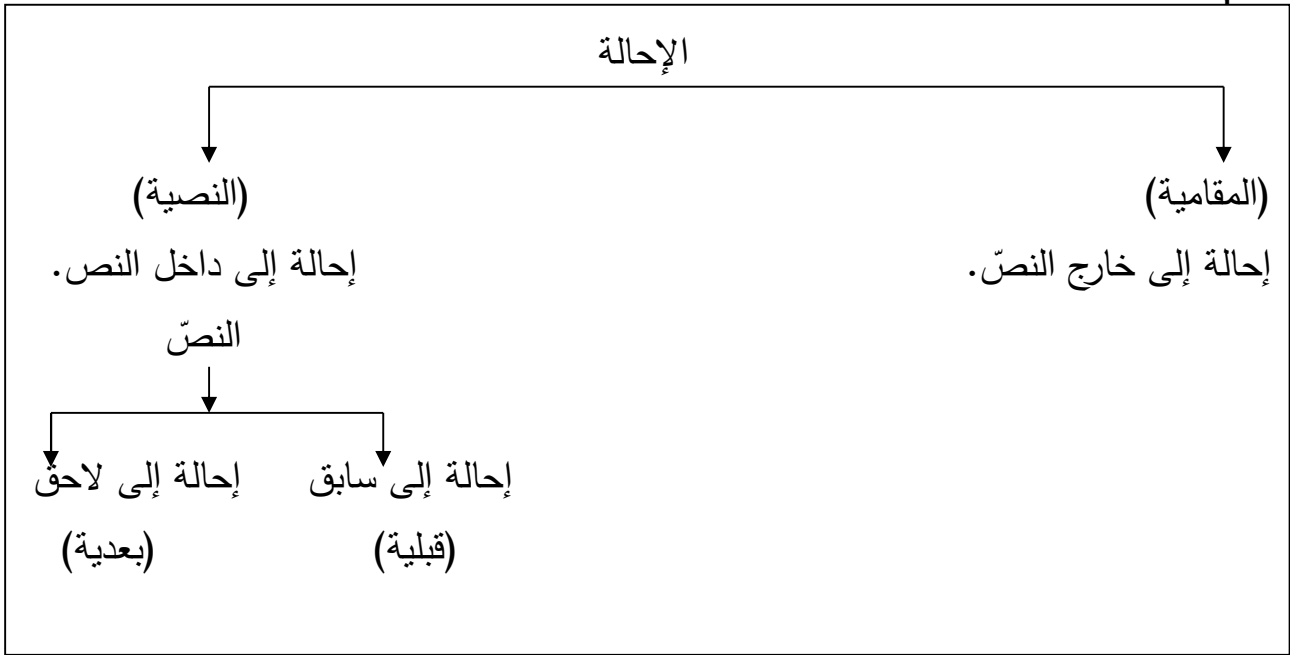 الإحالة
(المقامية) (النصية)
إحالة إلى خارج النصّ. إحالة إلى داخل النص.
النصّ
إحالة إلى سابق إحالة إلى لاحق
(قبلية) (بعدية)